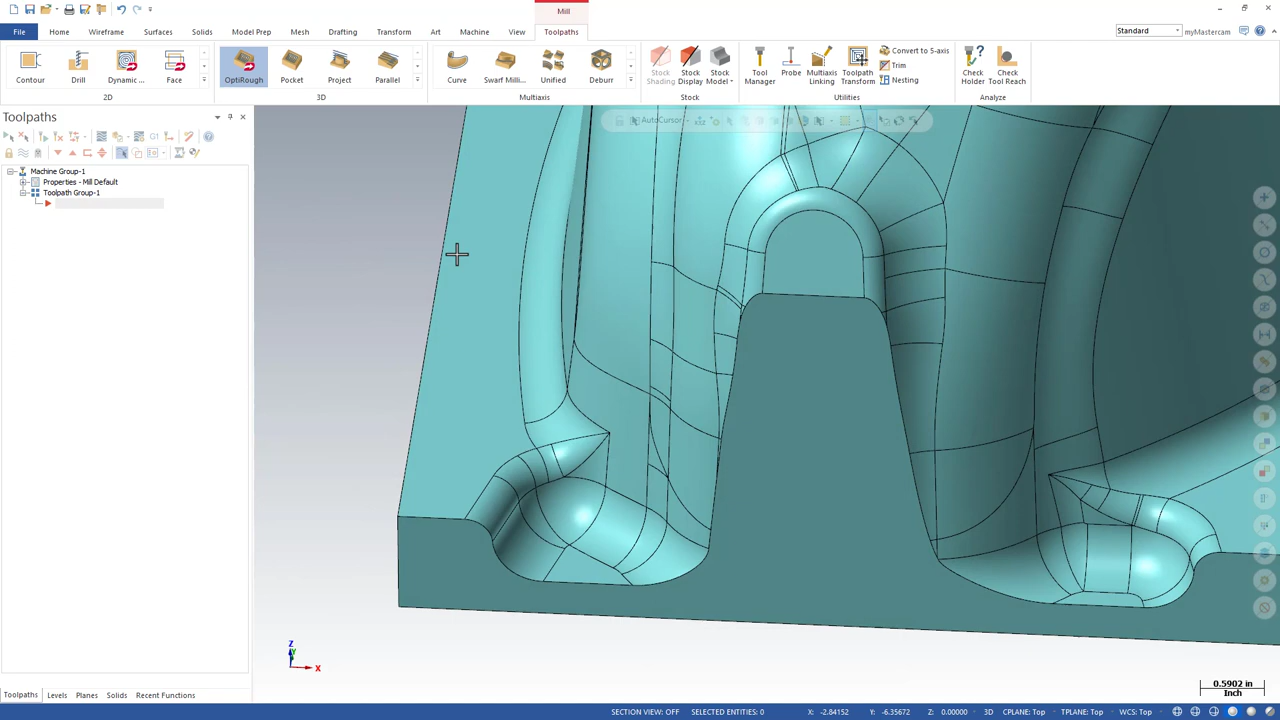 Mill
File Home Wireframe Surfaces Solids Model Prep Mesh Drafting Transform Art Machine View Toolpaths
Standard myMastercam
Contour Drill Dynamic ... Face OptiRough Pocket Project Parallel Curve Swarf Milli... Unified Deburr Stock Shading Stock Display Stock Model Tool Manager Probe Multiaxis Linking Toolpath Transform Convert to 5-axis Trim Nesting Check Holder Check Tool Reach
2D 3D Multiaxis Stock Utilities Analyze
Toolpaths
AutoCursor
G1
Machine Group-1
Properties - Mill Default
Toolpath Group-1
Z
Y
X
0.5902 in
Inch
Toolpaths Levels Planes Solids Recent Functions
SECTION VIEW: OFF SELECTED ENTITIES: 0 X: -2.84152 Y: -6.35672 Z: 0.00000 3D CPLANE: Top TPLANE: Top WCS: Top